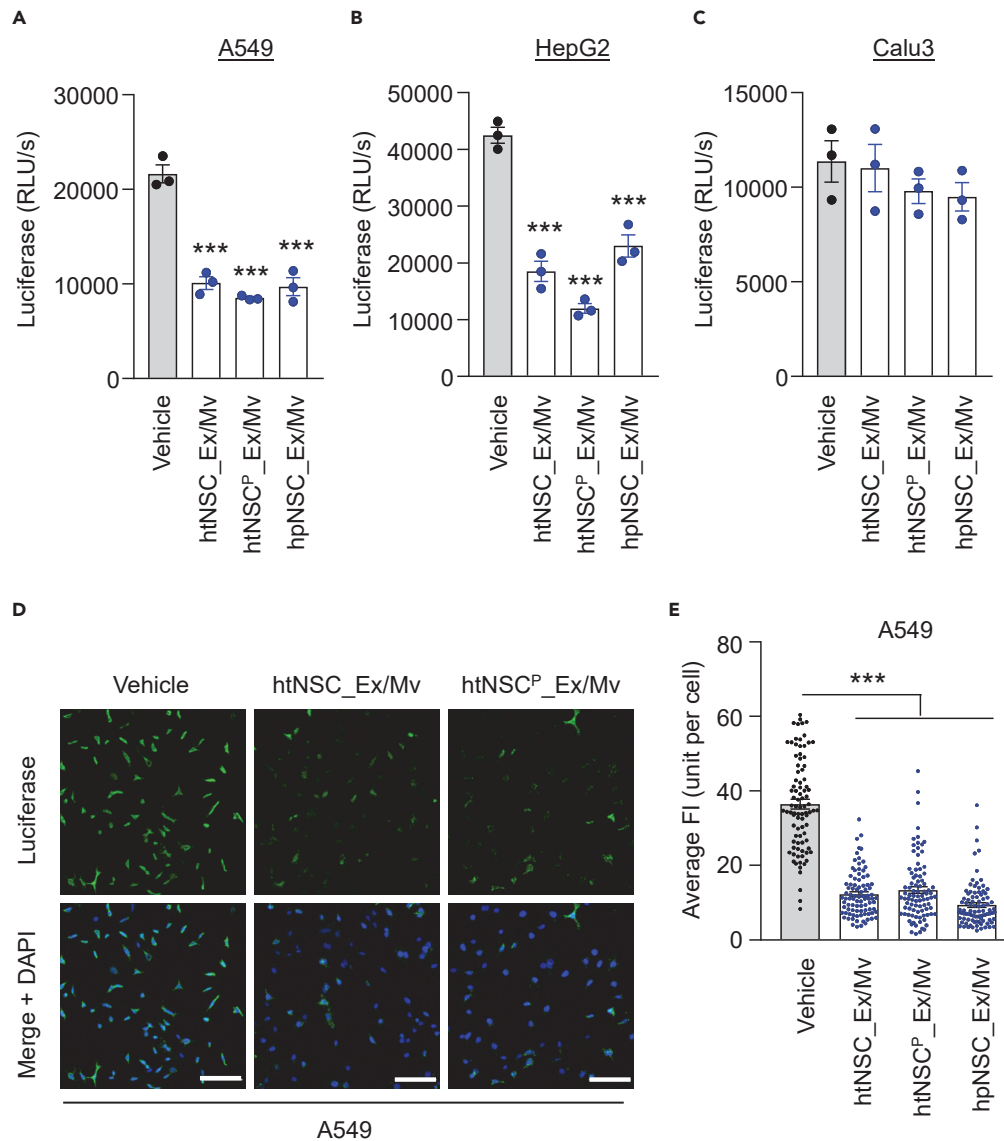 A
A549
Luciferase (RLU/s)
30000
20000
10000
0
***
***
***
Vehicle
htNSC_Ex/Mv
htNSCᴾ_Ex/Mv
hpNSC_Ex/Mv
B
HepG2
Luciferase (RLU/s)
50000
40000
30000
20000
10000
0
***
***
***
Vehicle
htNSC_Ex/Mv
htNSCᴾ_Ex/Mv
hpNSC_Ex/Mv
C
Calu3
Luciferase (RLU/s)
15000
10000
5000
0
Vehicle
htNSC_Ex/Mv
htNSCᴾ_Ex/Mv
hpNSC_Ex/Mv
D
Vehicle
htNSC_Ex/Mv
htNSCᴾ_Ex/Mv
Luciferase
Merge + DAPI
A549
E
A549
Average FI (unit per cell)
80
60
40
20
0
***
Vehicle
htNSC_Ex/Mv
htNSCᴾ_Ex/Mv
hpNSC_Ex/Mv